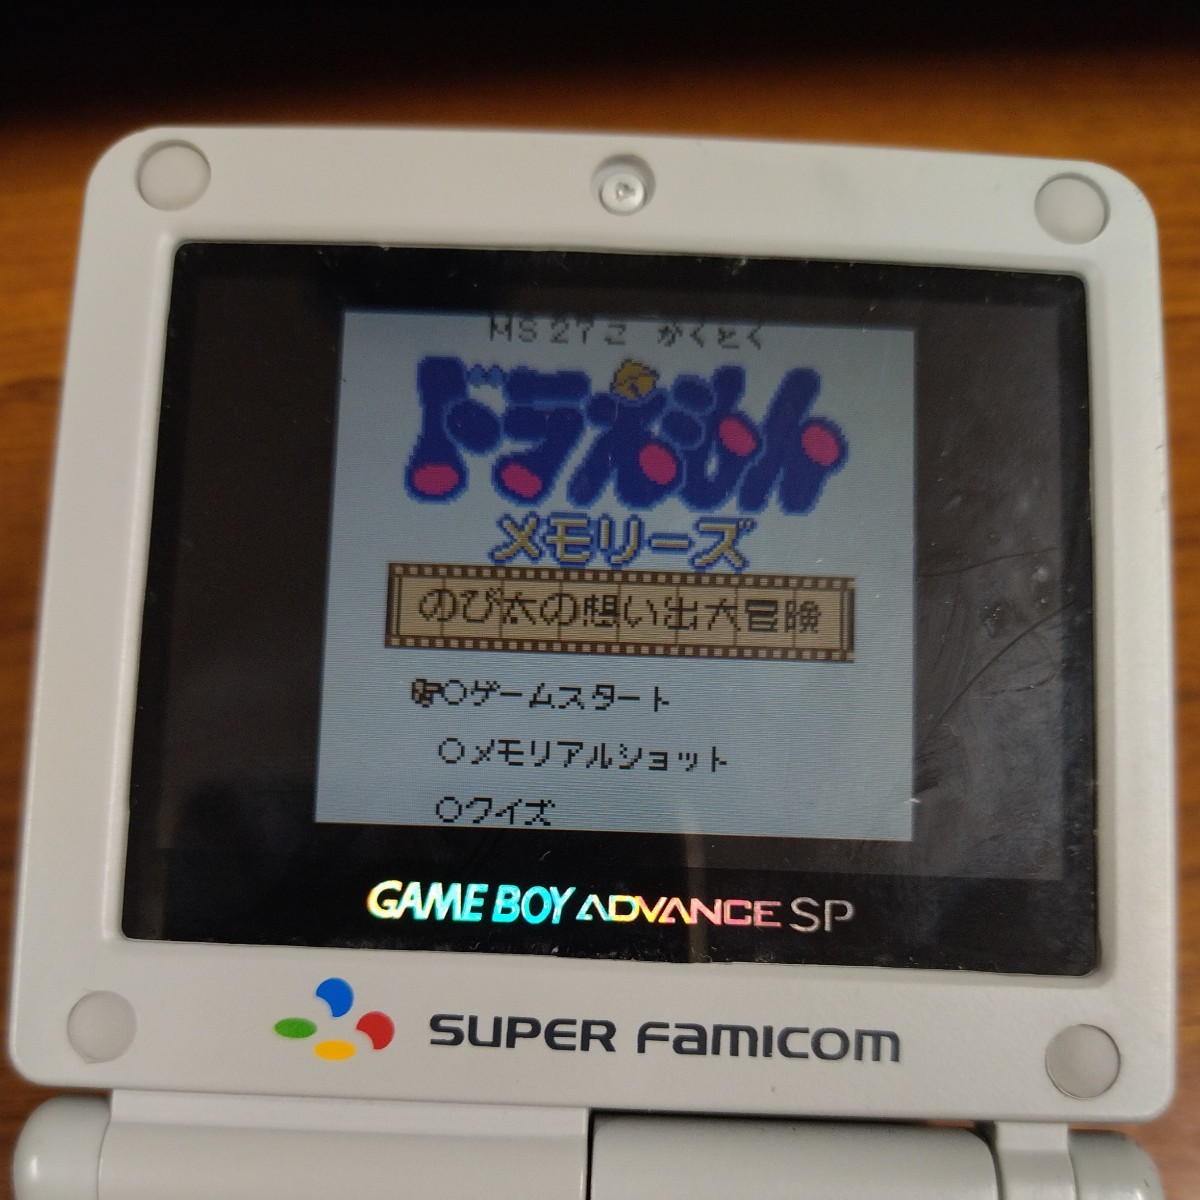 MS 27こ かくとく
ドラえもん
メモリーズ
のび太の想い出大冒険
○ゲームスタート
○メモリアルショット
○クイズ
GAME BOY ADVANCE SP
SUPER FAMICOM